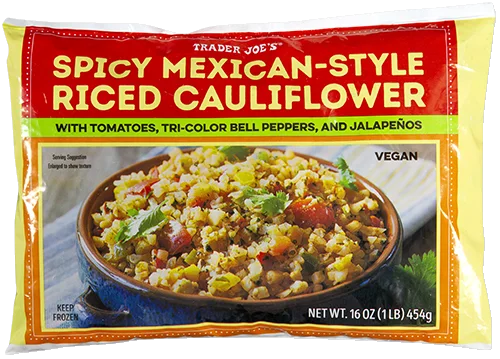 TRADER JOE'S™
SPICY MEXICAN-STYLE
RICED CAULIFLOWER
WITH TOMATOES, TRI-COLOR BELL PEPPERS, AND JALAPEÑOS
Serving Suggestion
Enlarged to show texture
VEGAN
KEEP
FROZEN
NET WT. 16 OZ (1 LB) 454g